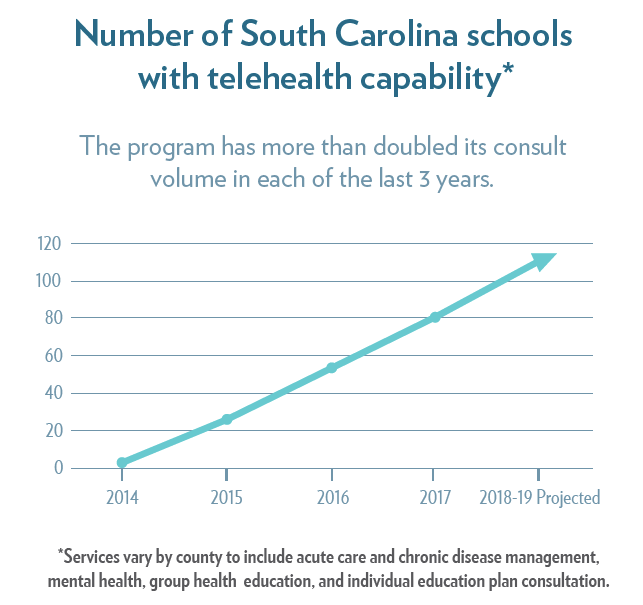 Number of South Carolina schools
with telehealth capability*
The program has more than doubled its consult
volume in each of the last 3 years.
120
100
80
60
40
20
0
2014 2015 2016 2017 2018-19 Projected
*Services vary by county to include acute care and chronic disease management,
mental health, group health education, and individual education plan consultation.